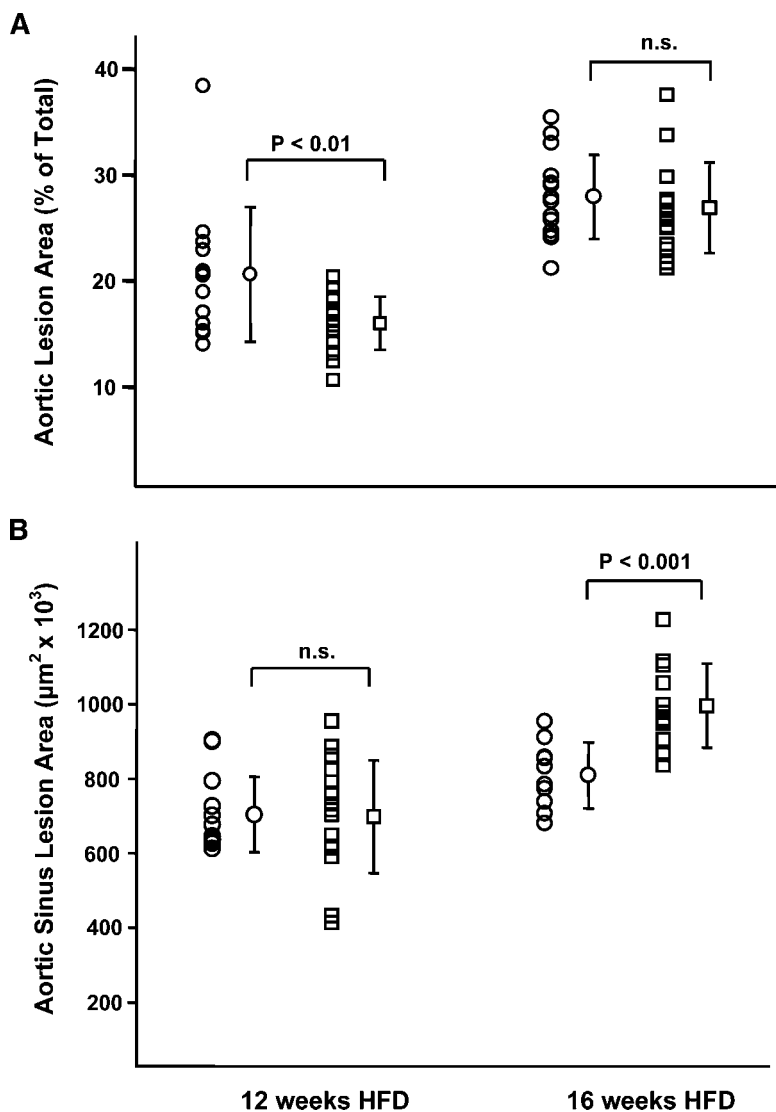 A
Aortic Lesion Area (% of Total)
40
30
20
10
P < 0.01
n.s.
B
Aortic Sinus Lesion Area (µm² x 10³)
1200
1000
800
600
400
200
n.s.
P < 0.001
12 weeks HFD
16 weeks HFD